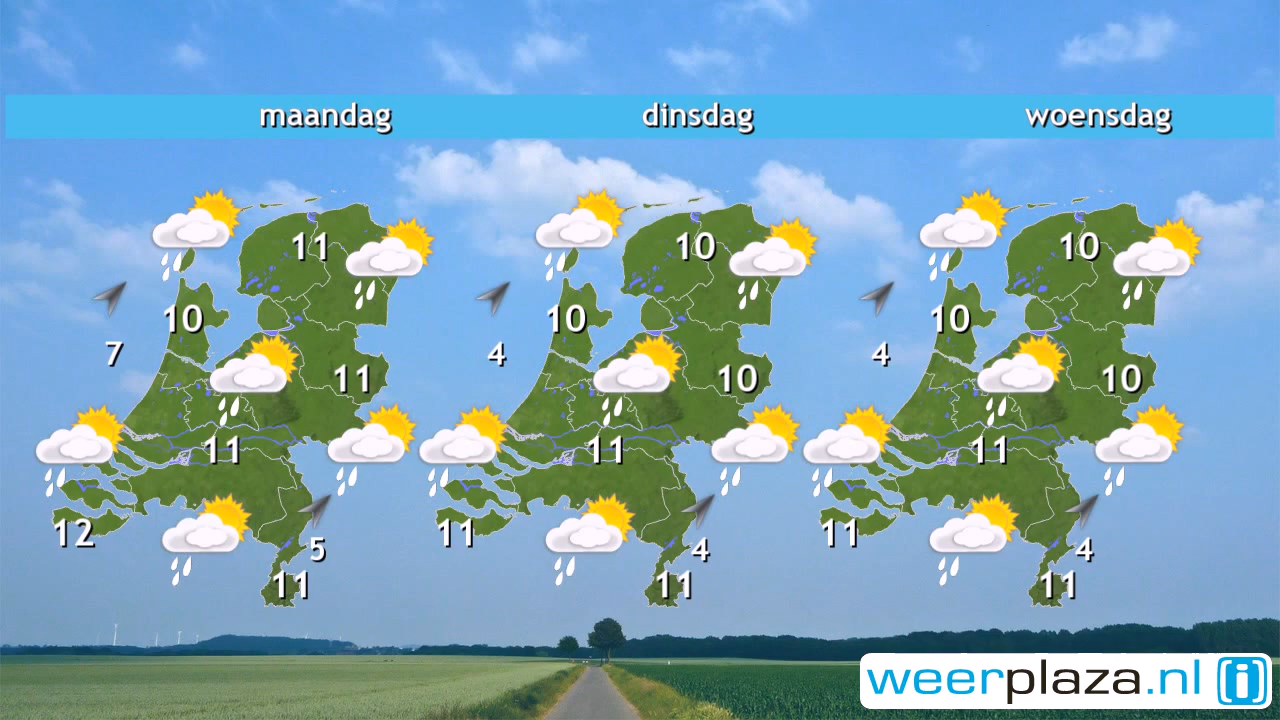 maandag dinsdag woensdag
11 10 10
10 10 10
7 4 4
11 10 10
11 11 11
12 11 11
5 4 4
11 11 11
weerplaza.nl